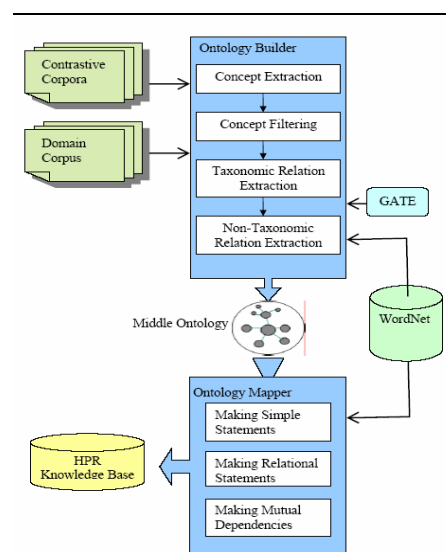 Ontology Builder
Contrastive
Corpora
Concept Extraction
Concept Filtering
Domain
Corpus
Taxonomic Relation
Extraction
GATE
Non-Taxonomic
Relation Extraction
Middle Ontology
WordNet
Ontology Mapper
Making Simple
Statements
HPR
Knowledge Base
Making Relational
Statements
Making Mutual
Dependencies